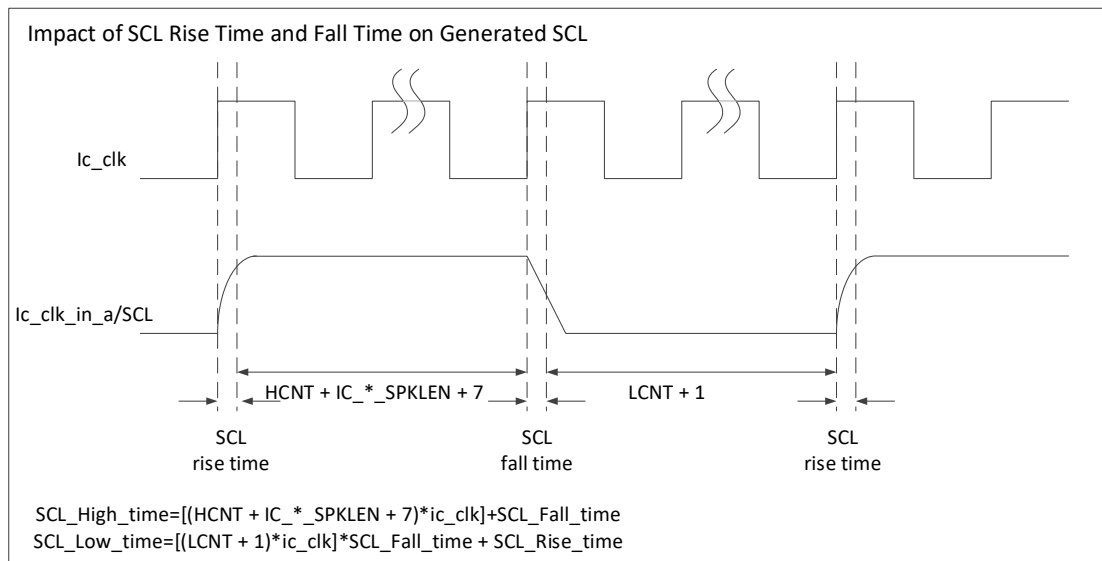 Impact of SCL Rise Time and Fall Time on Generated SCL
Ic_clk
Ic_clk_in_a/SCL
HCNT + IC_*_SPKLEN + 7
LCNT + 1
SCL
rise time
SCL
fall time
SCL
rise time
SCL_High_time=[(HCNT + IC_*_SPKLEN + 7)*ic_clk]+SCL_Fall_time
SCL_Low_time=[(LCNT + 1)*ic_clk]*SCL_Fall_time + SCL_Rise_time